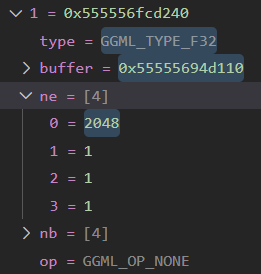 1 = 0x555556fcd240
type = GGML_TYPE_F32
buffer = 0x55555694d110
ne = [4]
0 = 2048
1 = 1
2 = 1
3 = 1
nb = [4]
op = GGML_OP_NONE